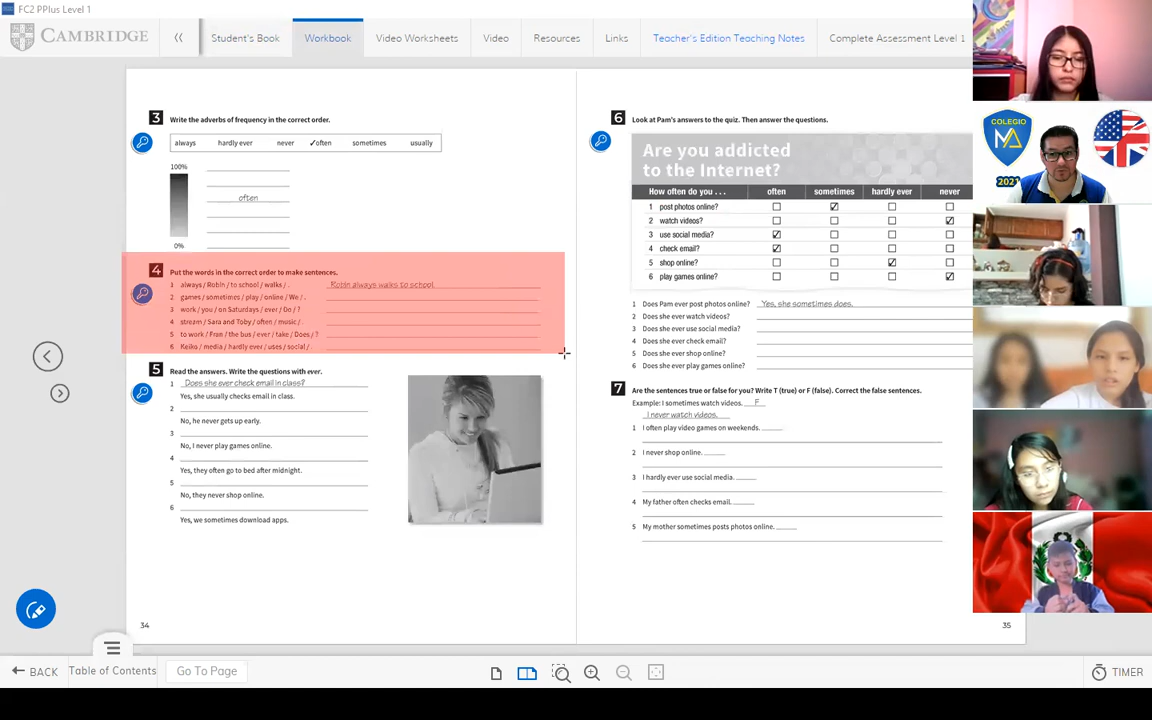 FC2 PPlus Level 1
CAMBRIDGE
Student's Book
Workbook
Video Worksheets
Video
Resources
Links
Teacher's Edition Teaching Notes
Complete Assessment Level 1
3 Write the adverbs of frequency in the correct order.
always hardly ever never ✓often sometimes usually
100%
often
0%
4 Put the words in the correct order to make sentences.
1 always / Robin / to school / walks / . Robin always walks to school.
2 games / sometimes / play / online / We / .
3 work / you / on Saturdays / ever / Do / ?
4 stream / Sara and Toby / often / music / .
5 to work / Fran / the bus / ever / take / Does / ?
6 Keiko / media / hardly ever / uses / social / .
5 Read the answers. Write the questions with ever.
1 Does she ever check email in class?
Yes, she usually checks email in class.
2
No, he never gets up early.
3
No, I never play games online.
4
Yes, they often go to bed after midnight.
5
No, they never shop online.
6
Yes, we sometimes download apps.
34
6 Look at Pam's answers to the quiz. Then answer the questions.
Are you addicted
to the Internet?
How often do you . . . often sometimes hardly ever never
1 post photos online?
2 watch videos?
3 use social media?
4 check email?
5 shop online?
6 play games online?
1 Does Pam ever post photos online? Yes, she sometimes does.
2 Does she ever watch videos?
3 Does she ever use social media?
4 Does she ever check email?
5 Does she ever shop online?
6 Does she ever play games online?
7 Are the sentences true or false for you? Write T (true) or F (false). Correct the false sentences.
Example: I sometimes watch videos. F
I never watch videos.
1 I often play video games on weekends.
2 I never shop online.
3 I hardly ever use social media.
4 My father often checks email.
5 My mother sometimes posts photos online.
35
COLEGIO
MA
2021
BACK
Table of Contents
Go To Page
TIMER